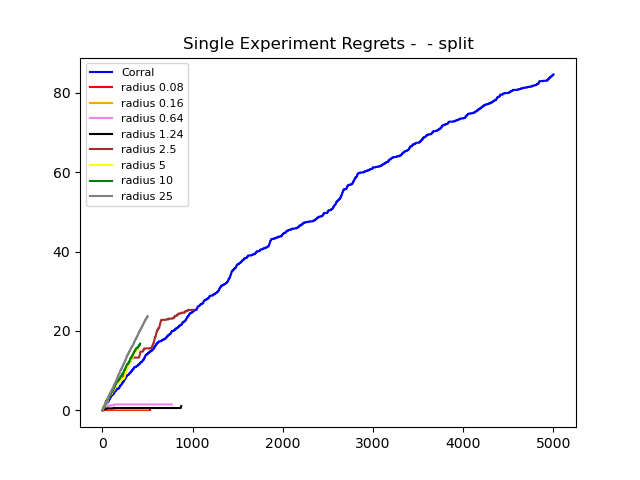 Single Experiment Regrets -  - split
Corral
radius 0.08
radius 0.16
radius 0.64
radius 1.24
radius 2.5
radius 5
radius 10
radius 25
80
60
40
20
0
0 1000 2000 3000 4000 5000